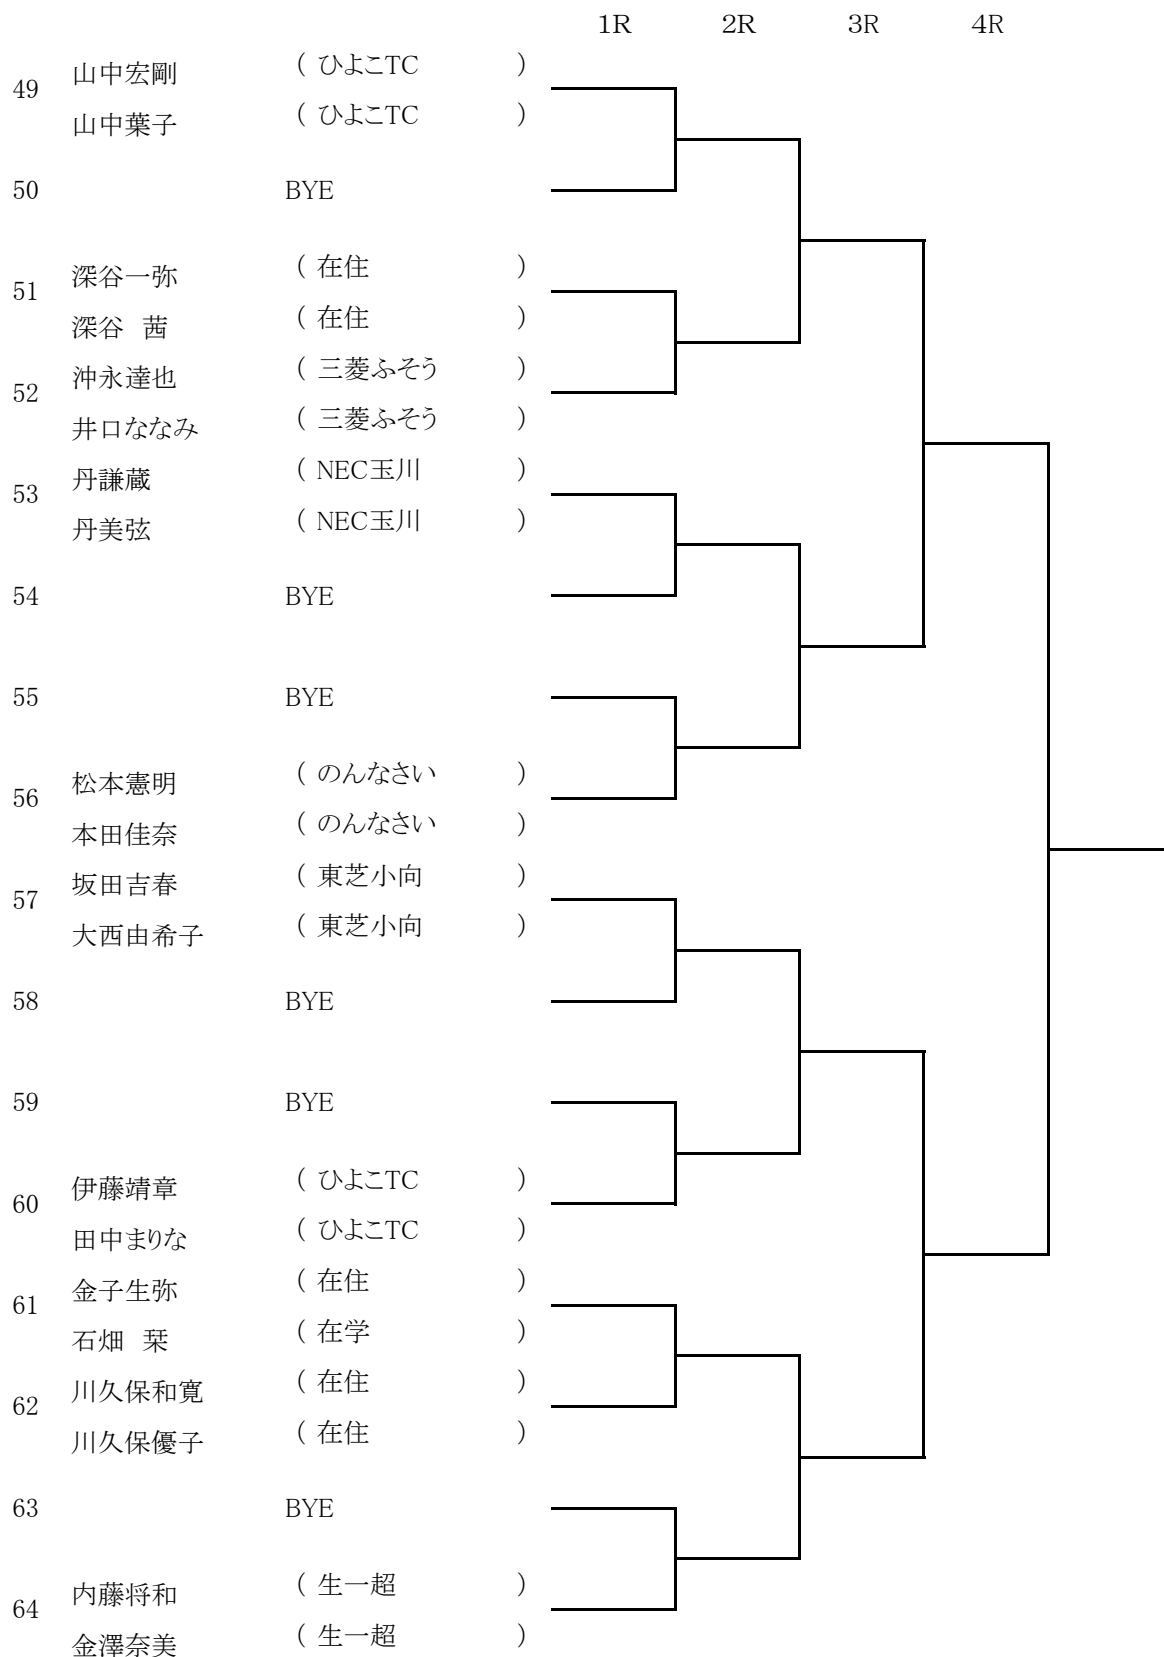 1R 2R 3R 4R
山中宏剛 ( ひよこTC )
49
山中葉子 ( ひよこTC )
50 BYE
深谷一弥 ( 在住 )
51
深谷 茜 ( 在住 )
沖永達也 ( 三菱ふそう )
52
井口ななみ ( 三菱ふそう )
丹謙蔵 ( NEC玉川 )
53
丹美弦 ( NEC玉川 )
54 BYE
55 BYE
松本憲明 ( のんなさい )
56
本田佳奈 ( のんなさい )
坂田吉春 ( 東芝小向 )
57
大西由希子 ( 東芝小向 )
58 BYE
59 BYE
伊藤靖章 ( ひよこTC )
60
田中まりな ( ひよこTC )
金子生弥 ( 在住 )
61
石畑 栞 ( 在学 )
川久保和寛 ( 在住 )
62
川久保優子 ( 在住 )
63 BYE
内藤将和 ( 生一超 )
64
金澤奈美 ( 生一超 )